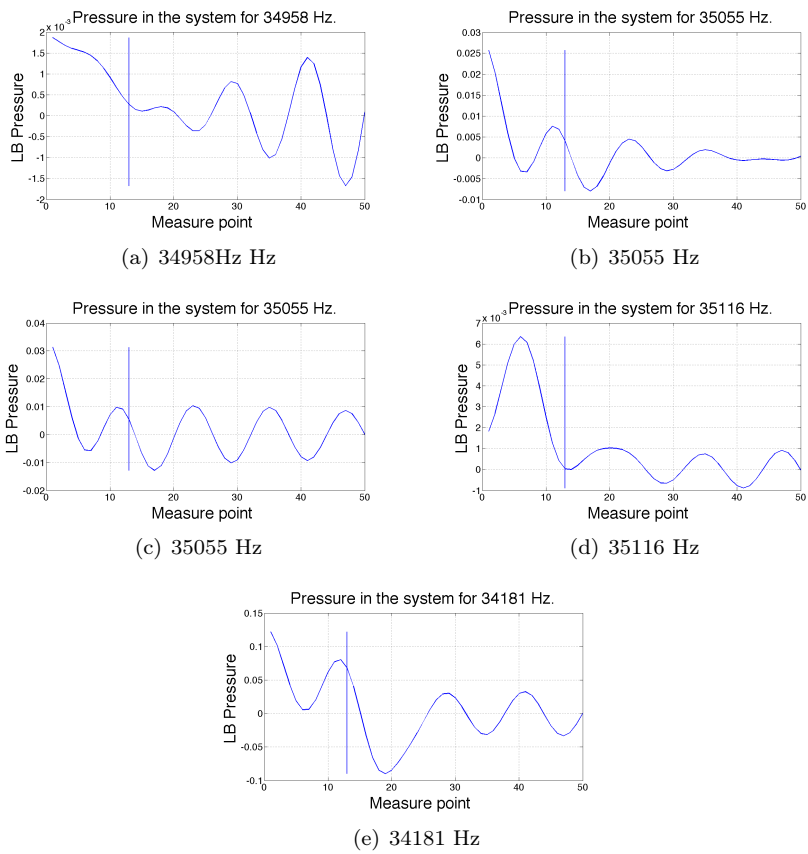 Pressure in the system for 34958 Hz.
x 10⁻³
2
1.5
1
0.5
0
-0.5
-1
-1.5
-2
0 10 20 30 40 50
LB Pressure
Measure point
(a) 34958Hz Hz
Pressure in the system for 35055 Hz.
0.03
0.025
0.02
0.015
0.01
0.005
0
-0.005
-0.01
0 10 20 30 40 50
LB Pressure
Measure point
(b) 35055 Hz
Pressure in the system for 35055 Hz.
0.04
0.03
0.02
0.01
0
-0.01
-0.02
0 10 20 30 40 50
LB Pressure
Measure point
(c) 35055 Hz
Pressure in the system for 35116 Hz.
x 10⁻³
7
6
5
4
3
2
1
0
-1
0 10 20 30 40 50
LB Pressure
Measure point
(d) 35116 Hz
Pressure in the system for 34181 Hz.
0.15
0.1
0.05
0
-0.05
-0.1
0 10 20 30 40 50
LB Pressure
Measure point
(e) 34181 Hz